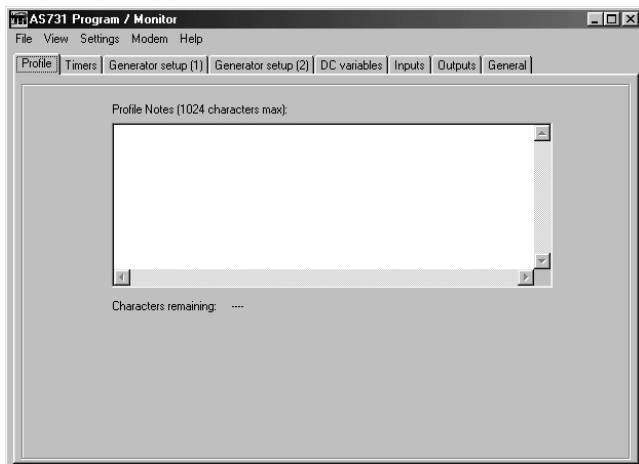 AS731 Program / Monitor
File View Settings Modem Help
Profile Timers Generator setup (1) Generator setup (2) DC variables Inputs Outputs General
Profile Notes (1024 characters max):
Characters remaining: ----